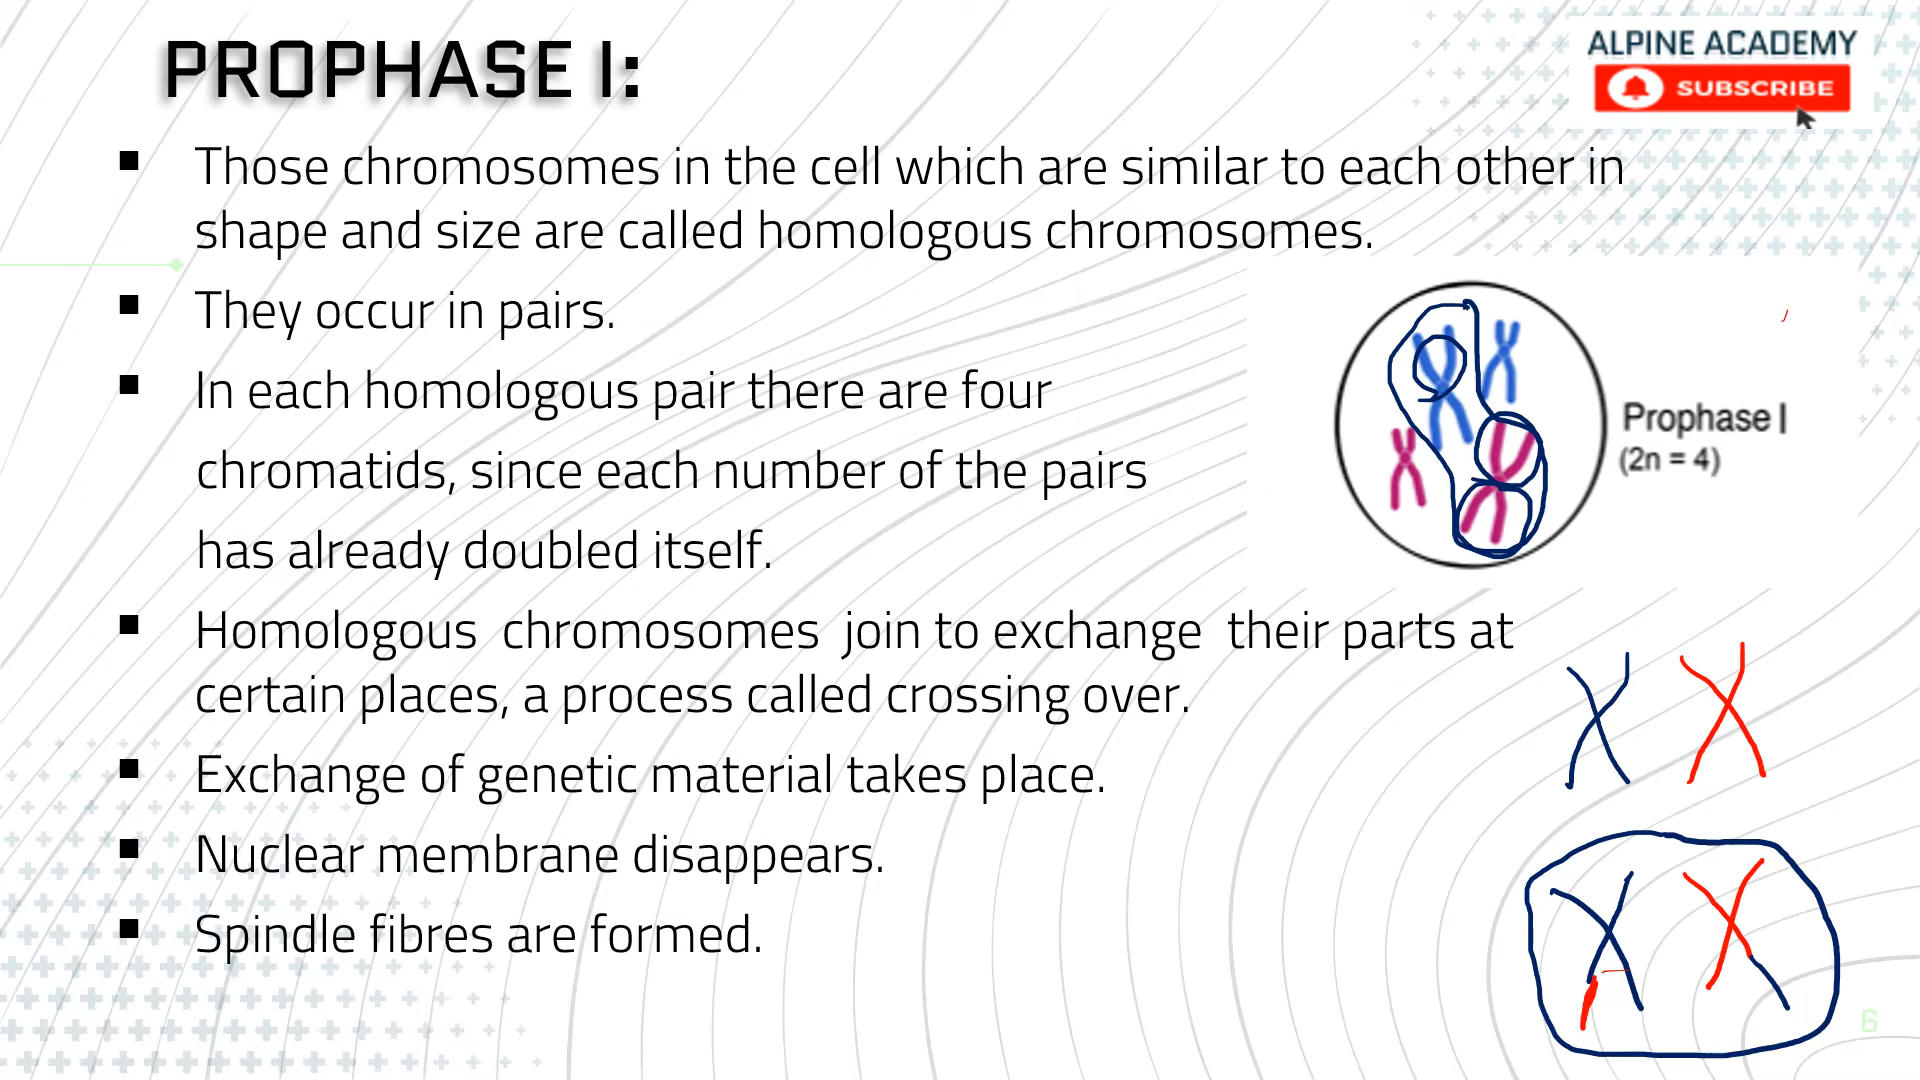 PROPHASE I:
ALPINE ACADEMY
SUBSCRIBE
▪ Those chromosomes in the cell which are similar to each other in
shape and size are called homologous chromosomes.
▪ They occur in pairs.
▪ In each homologous pair there are four
chromatids, since each number of the pairs
has already doubled itself.
Prophase I
(2n = 4)
▪ Homologous chromosomes join to exchange their parts at
certain places, a process called crossing over.
▪ Exchange of genetic material takes place.
▪ Nuclear membrane disappears.
▪ Spindle fibres are formed.
6